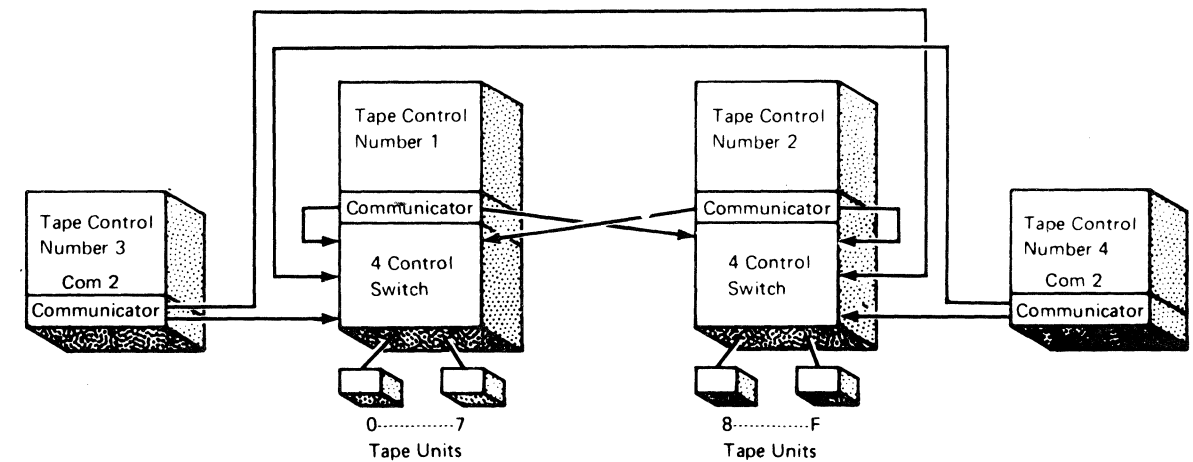 Tape Control
Number 1
Communicator
4 Control
Switch
Tape Control
Number 2
Communicator
4 Control
Switch
Tape Control
Number 3
Com 2
Communicator
Tape Control
Number 4
Com 2
Communicator
0-------------7
Tape Units
8-------------F
Tape Units